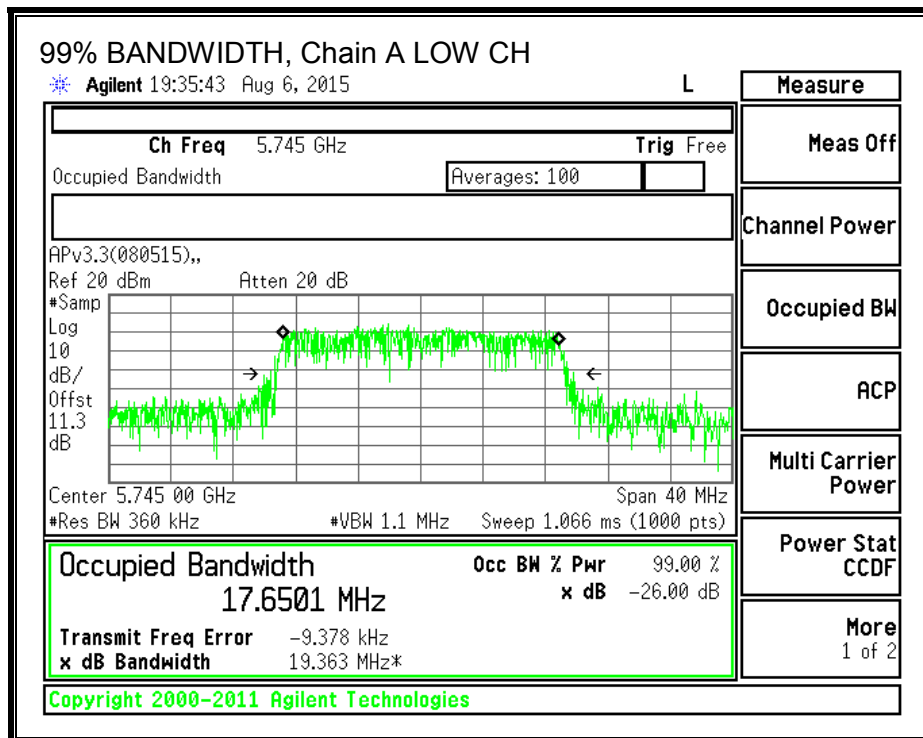 99% BANDWIDTH, Chain A LOW CH
Agilent 19:35:43 Aug 6, 2015 L Measure
Ch Freq 5.745 GHz Trig Free
Meas Off
Occupied Bandwidth Averages: 100
Channel Power
APv3.3(080515),,
Ref 20 dBm Atten 20 dB
#Samp
Log
10
dB/
Offst
11.3
dB
Occupied BW
ACP
Multi Carrier
Power
Center 5.745 00 GHz Span 40 MHz
#Res BW 360 kHz #VBW 1.1 MHz Sweep 1.066 ms (1000 pts)
Power Stat
CCDF
Occupied Bandwidth Occ BW % Pwr 99.00 %
17.6501 MHz x dB -26.00 dB
Transmit Freq Error -9.378 kHz
x dB Bandwidth 19.363 MHz*
More
1 of 2
Copyright 2000-2011 Agilent Technologies